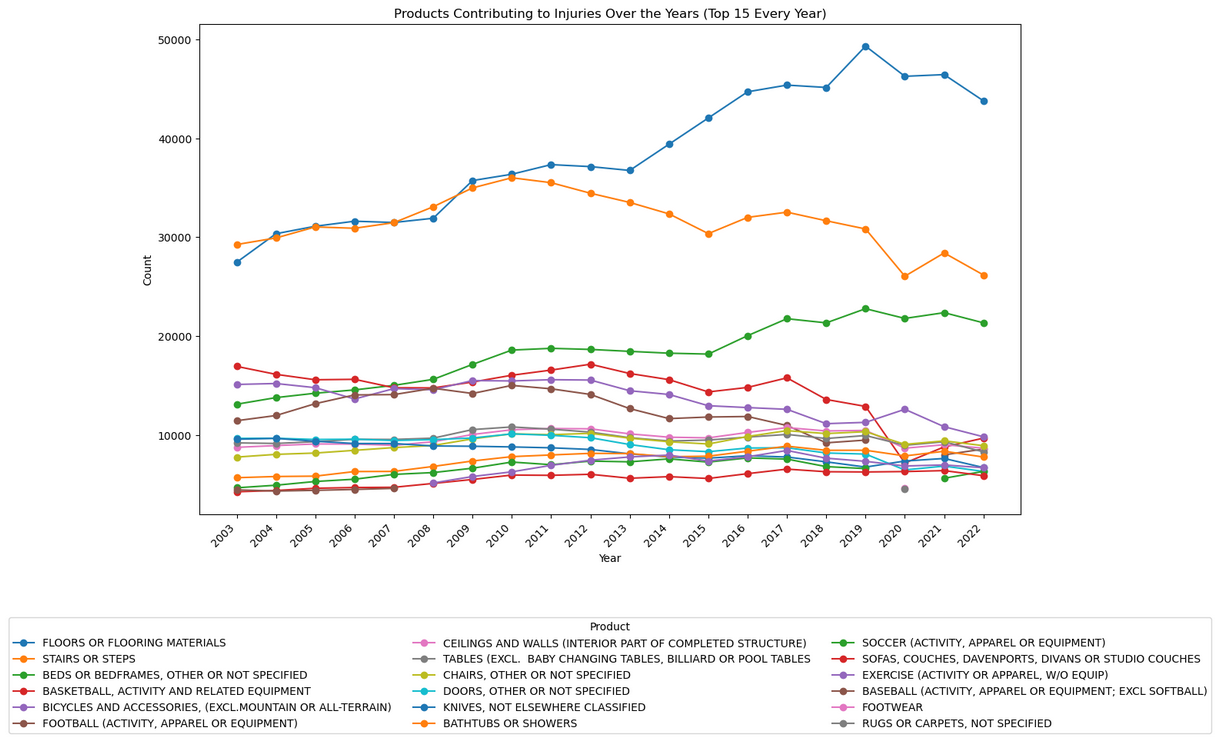 Products Contributing to Injuries Over the Years (Top 15 Every Year)
50000
40000
30000
20000
10000
Count
2003
2004
2005
2006
2007
2008
2009
2010
2011
2012
2013
2014
2015
2016
2017
2018
2019
2020
2021
2022
Year
Product
FLOORS OR FLOORING MATERIALS
STAIRS OR STEPS
BEDS OR BEDFRAMES, OTHER OR NOT SPECIFIED
BASKETBALL, ACTIVITY AND RELATED EQUIPMENT
BICYCLES AND ACCESSORIES, (EXCL.MOUNTAIN OR ALL-TERRAIN)
FOOTBALL (ACTIVITY, APPAREL OR EQUIPMENT)
CEILINGS AND WALLS (INTERIOR PART OF COMPLETED STRUCTURE)
TABLES (EXCL.  BABY CHANGING TABLES, BILLIARD OR POOL TABLES
CHAIRS, OTHER OR NOT SPECIFIED
DOORS, OTHER OR NOT SPECIFIED
KNIVES, NOT ELSEWHERE CLASSIFIED
BATHTUBS OR SHOWERS
SOCCER (ACTIVITY, APPAREL OR EQUIPMENT)
SOFAS, COUCHES, DAVENPORTS, DIVANS OR STUDIO COUCHES
EXERCISE (ACTIVITY OR APPAREL, W/O EQUIP)
BASEBALL (ACTIVITY, APPAREL OR EQUIPMENT; EXCL SOFTBALL)
FOOTWEAR
RUGS OR CARPETS, NOT SPECIFIED